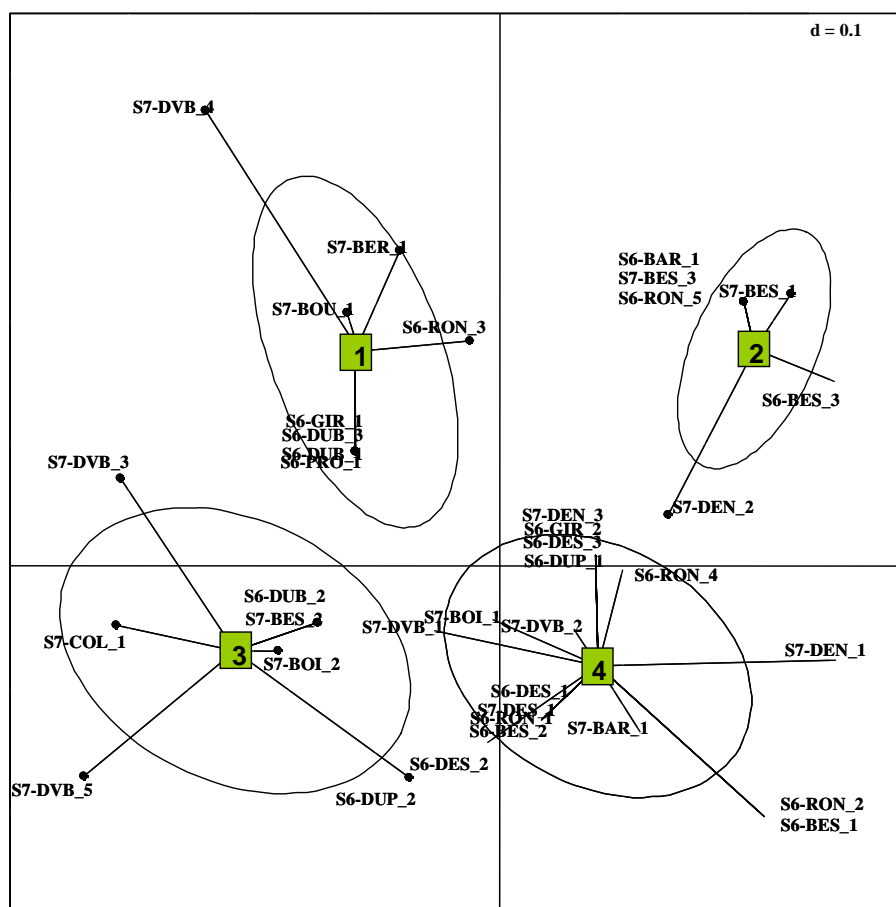 d = 0.1
S7-DVB_4
S7-BER_1
S6-BAR_1
S7-BES_3
S7-BES_1
S6-RON_5
S7-BOU_1
S6-RON_3
1
2
S6-BES_3
S6-GIR_1
S6-DUB_3
S6-DUB_1
S6-PRO_1
S7-DVB_3
S7-DEN_2
S7-DEN_3
S6-GIR_2
S6-DES_3
S6-DUP_1
S6-RON_4
S6-DUB_2
S7-BES_2
S7-BOI_1
S7-DVB_1
S7-DVB_2
S7-COL_1
3
S7-BOI_2
S7-DEN_1
4
S6-DES_1
S7-DES_1
S6-RON_1
S6-BES_2
S7-BAR_1
S6-DES_2
S7-DVB_5
S6-DUP_2
S6-RON_2
S6-BES_1